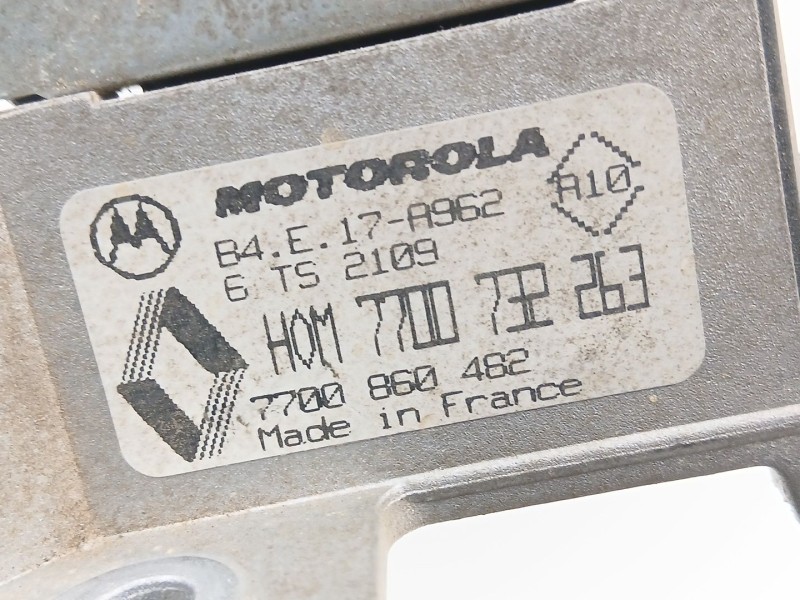 MOTOROLA
A10
B4.E.17-A962
6 TS 2109
HOM 7700 732 263
7700 860 482
Made in France